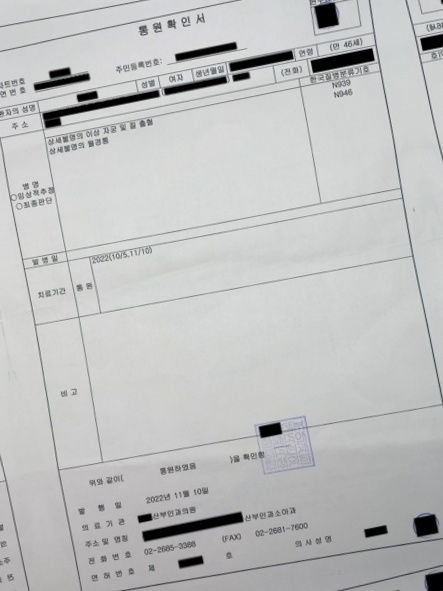 통원확인서
주민등록번호:
연 번 호
환자의 성명 성별 여자 생년월일 연령 (만 46세)
주 소 (전화)
한국질병분류기호
상세불명의 이상 자궁 및 질 출혈 N939
상세불명의 월경통 N946
병 명
○임상적추정
○최종판단
발 병 일
치료기간 통 원 2022(10/5,11/10)
비 고
위와 같이( 통원하였음 )을 확인함
발 행 일 2022년 11월 10일
의 료 기 관 산부인과의원
주소 및 명칭 산부인과소아과
전 화 번 호 02-2685-3388 (FAX) 02-2681-7600
면 허 번 호 제 호 의 사 성 명